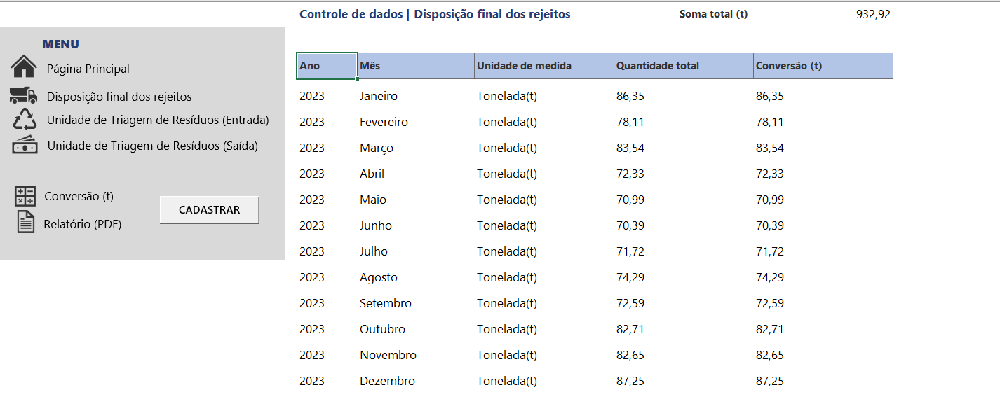 Controle de dados | Disposição final dos rejeitos Soma total (t) 932,92
MENU
Página Principal
Disposição final dos rejeitos
Unidade de Triagem de Resíduos (Entrada)
Unidade de Triagem de Resíduos (Saída)
Conversão (t)
CADASTRAR
Relatório (PDF)
Ano Mês Unidade de medida Quantidade total Conversão (t)
2023 Janeiro Tonelada(t) 86,35 86,35
2023 Fevereiro Tonelada(t) 78,11 78,11
2023 Março Tonelada(t) 83,54 83,54
2023 Abril Tonelada(t) 72,33 72,33
2023 Maio Tonelada(t) 70,99 70,99
2023 Junho Tonelada(t) 70,39 70,39
2023 Julho Tonelada(t) 71,72 71,72
2023 Agosto Tonelada(t) 74,29 74,29
2023 Setembro Tonelada(t) 72,59 72,59
2023 Outubro Tonelada(t) 82,71 82,71
2023 Novembro Tonelada(t) 82,65 82,65
2023 Dezembro Tonelada(t) 87,25 87,25